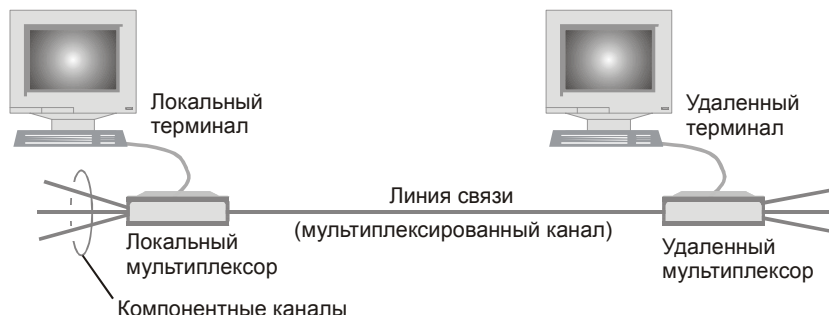 Локальный
терминал
Удаленный
терминал
Линия связи
(мультиплексированный канал)
Локальный
мультиплексор
Удаленный
мультиплексор
Компонентные каналы